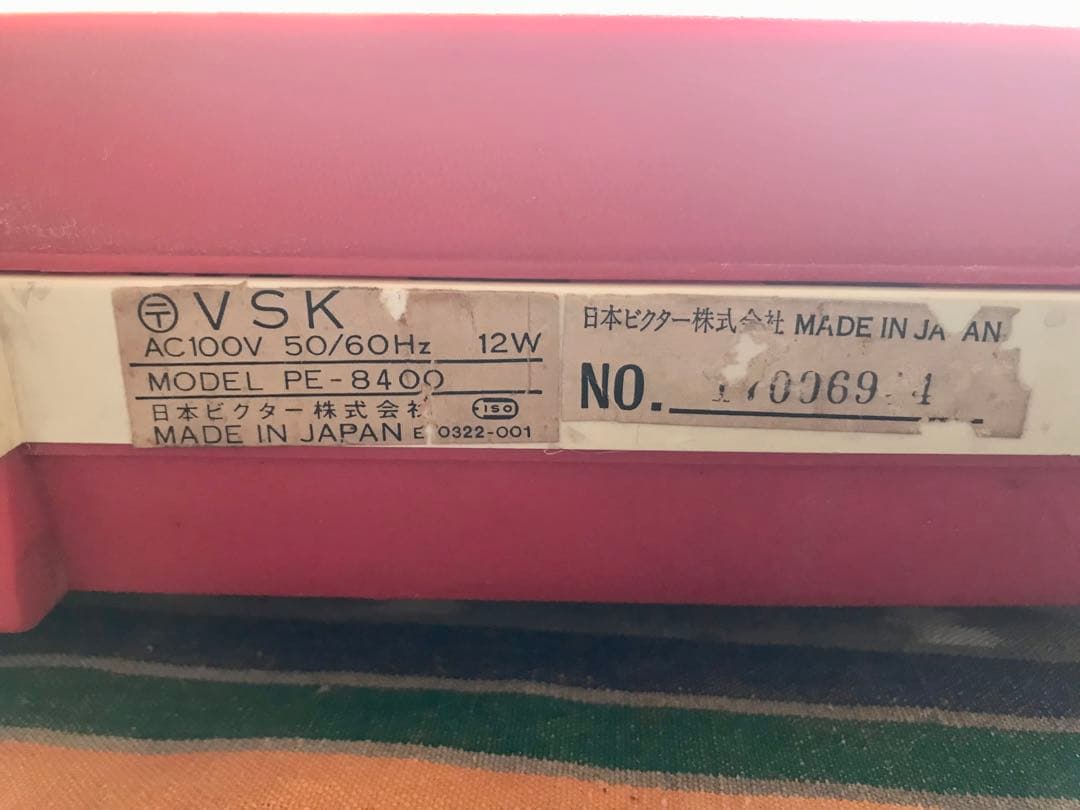 〒 VSK
AC100V 50/60Hz 12W
MODEL PE-8400
日本ビクター株式会社
ISO
MADE IN JAPAN E 0322-001
日本ビクター株式会社 MADE IN JA AN
NO.